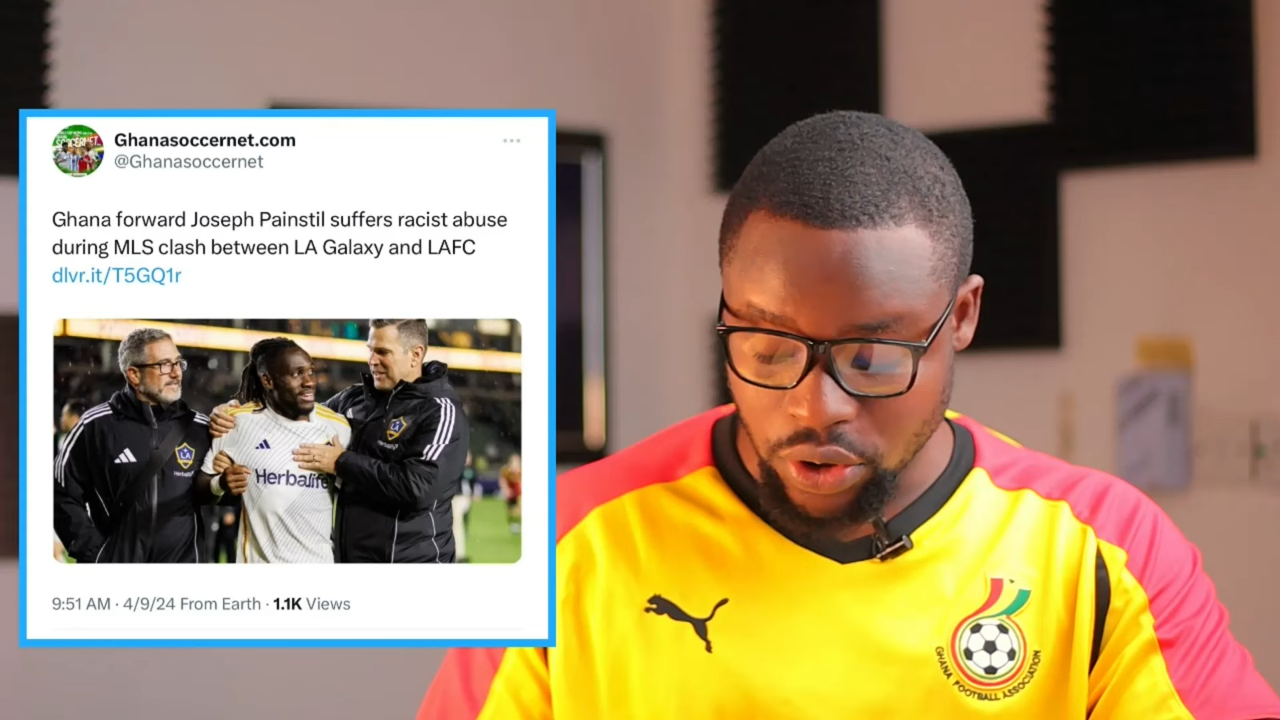 Ghanasoccernet.com
@Ghanasoccernet
Ghana forward Joseph Painstil suffers racist abuse
during MLS clash between LA Galaxy and LAFC
dlvr.it/T5GQ1r
LA
Herbalife
9:51 AM · 4/9/24 From Earth · 1.1K Views
GHANA FOOTBALL ASSOCIATION